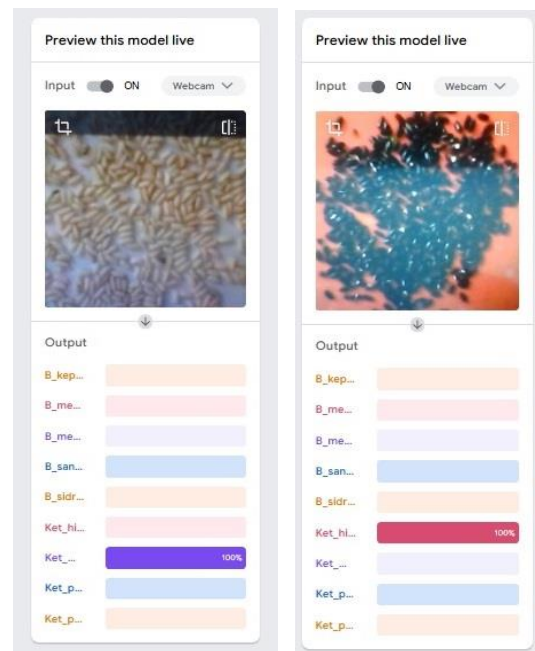 Preview this model live
Input ON Webcam
Output
B_kep...
B_me...
B_me...
B_san...
B_sidr...
Ket_hi...
Ket_... 100%
Ket_p...
Ket_p...
Preview this model live
Input ON Webcam
Output
B_kep...
B_me...
B_me...
B_san...
B_sidr...
Ket_hi... 100%
Ket_...
Ket_p...
Ket_p...